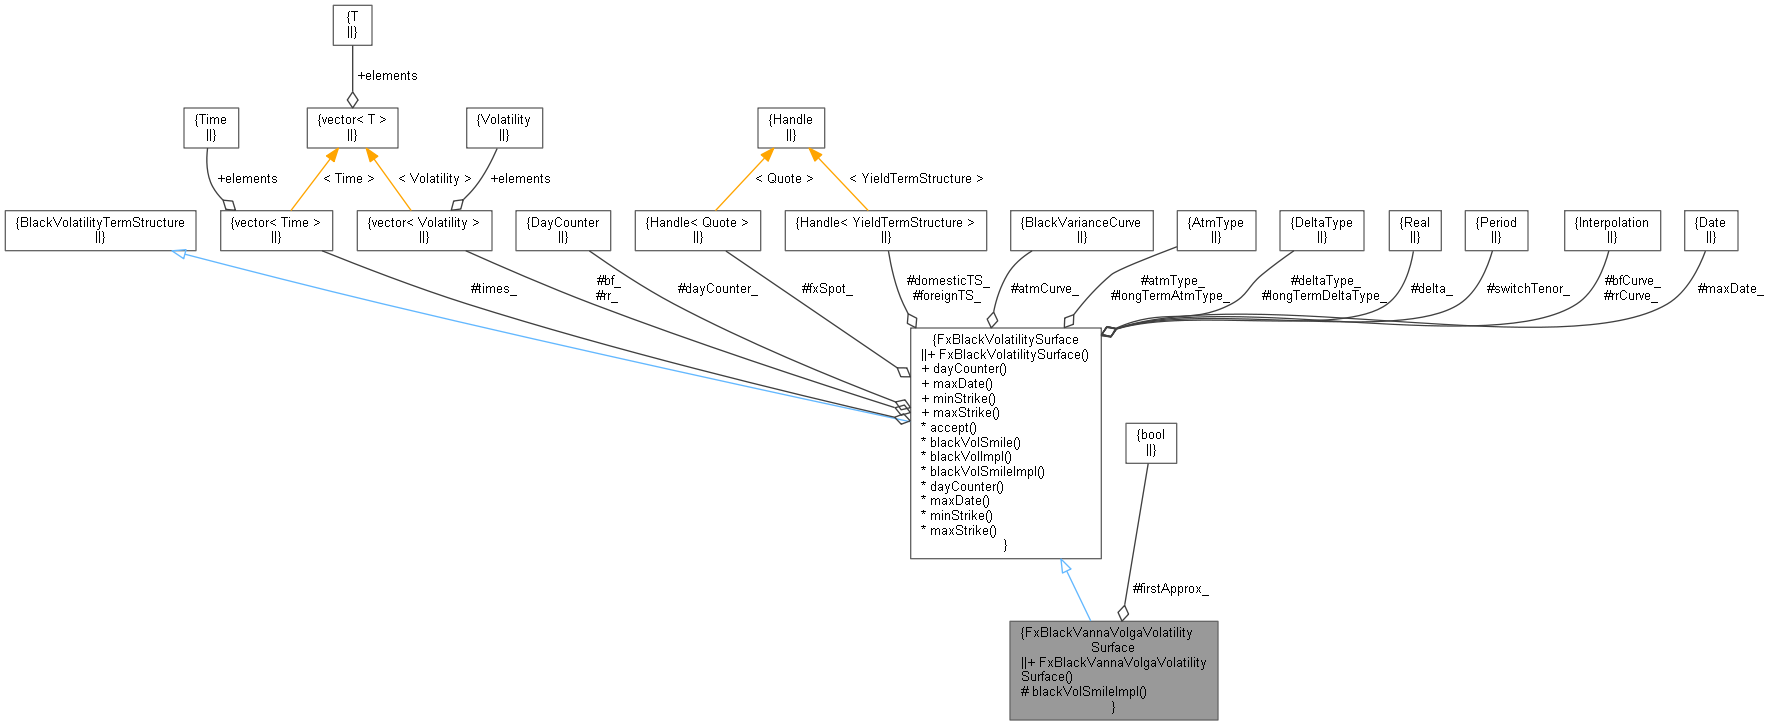 {T
||}
+elements
{Time
||}
{vector< T >
||}
{Volatility
||}
{Handle
||}
+elements
< Time >
< Volatility >
+elements
< Quote >
< YieldTermStructure >
{BlackVolatilityTermStructure
||}
{vector< Time >
||}
{vector< Volatility >
||}
{DayCounter
||}
{Handle< Quote >
||}
{Handle< YieldTermStructure >
||}
{BlackVarianceCurve
||}
{AtmType
||}
{DeltaType
||}
{Real
||}
{Period
||}
{Interpolation
||}
{Date
||}
#times_
#bf_
#rr_
#dayCounter_
#fxSpot_
#domesticTS_
#foreignTS_
#atmCurve_
#atmType_
#longTermAtmType_
#deltaType_
#longTermDeltaType_
#delta_
#switchTenor_
#bfCurve_
#rrCurve_
#maxDate_
{FxBlackVolatilitySurface
||+ FxBlackVolatilitySurface()
+ dayCounter()
+ maxDate()
+ minStrike()
+ maxStrike()
* accept()
* blackVolSmile()
* blackVolImpl()
* blackVolSmileImpl()
* dayCounter()
* maxDate()
* minStrike()
* maxStrike()
}
{bool
||}
#firstApprox_
{FxBlackVannaVolgaVolatility
Surface
||+ FxBlackVannaVolgaVolatility
Surface()
# blackVolSmileImpl()
}